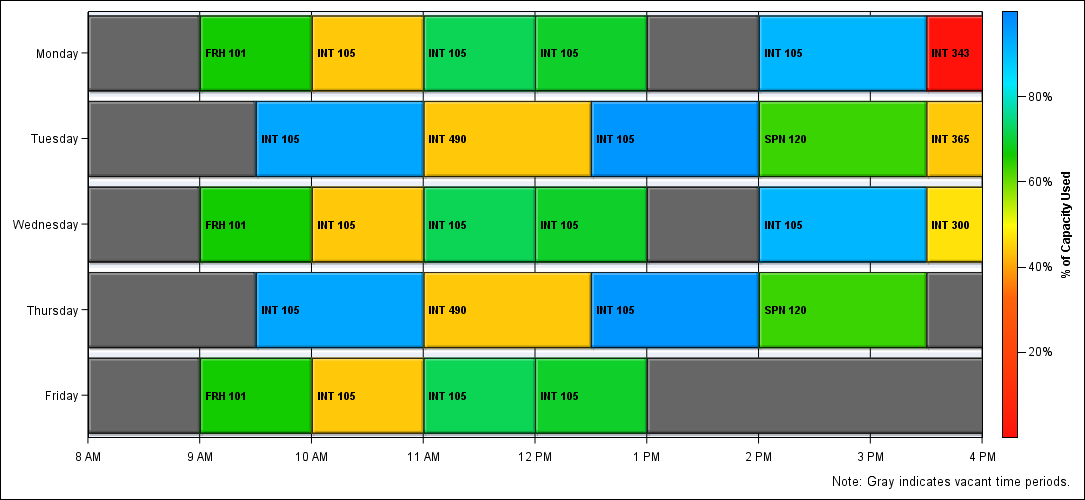 Monday
FRH 101
INT 105
INT 105
INT 105
INT 105
INT 343
Tuesday
INT 105
INT 490
INT 105
SPN 120
INT 365
Wednesday
FRH 101
INT 105
INT 105
INT 105
INT 105
INT 300
Thursday
INT 105
INT 490
INT 105
SPN 120
Friday
FRH 101
INT 105
INT 105
INT 105
8 AM
9 AM
10 AM
11 AM
12 PM
1 PM
2 PM
3 PM
4 PM
80%
60%
40%
20%
% of Capacity Used
Note: Gray indicates vacant time periods.